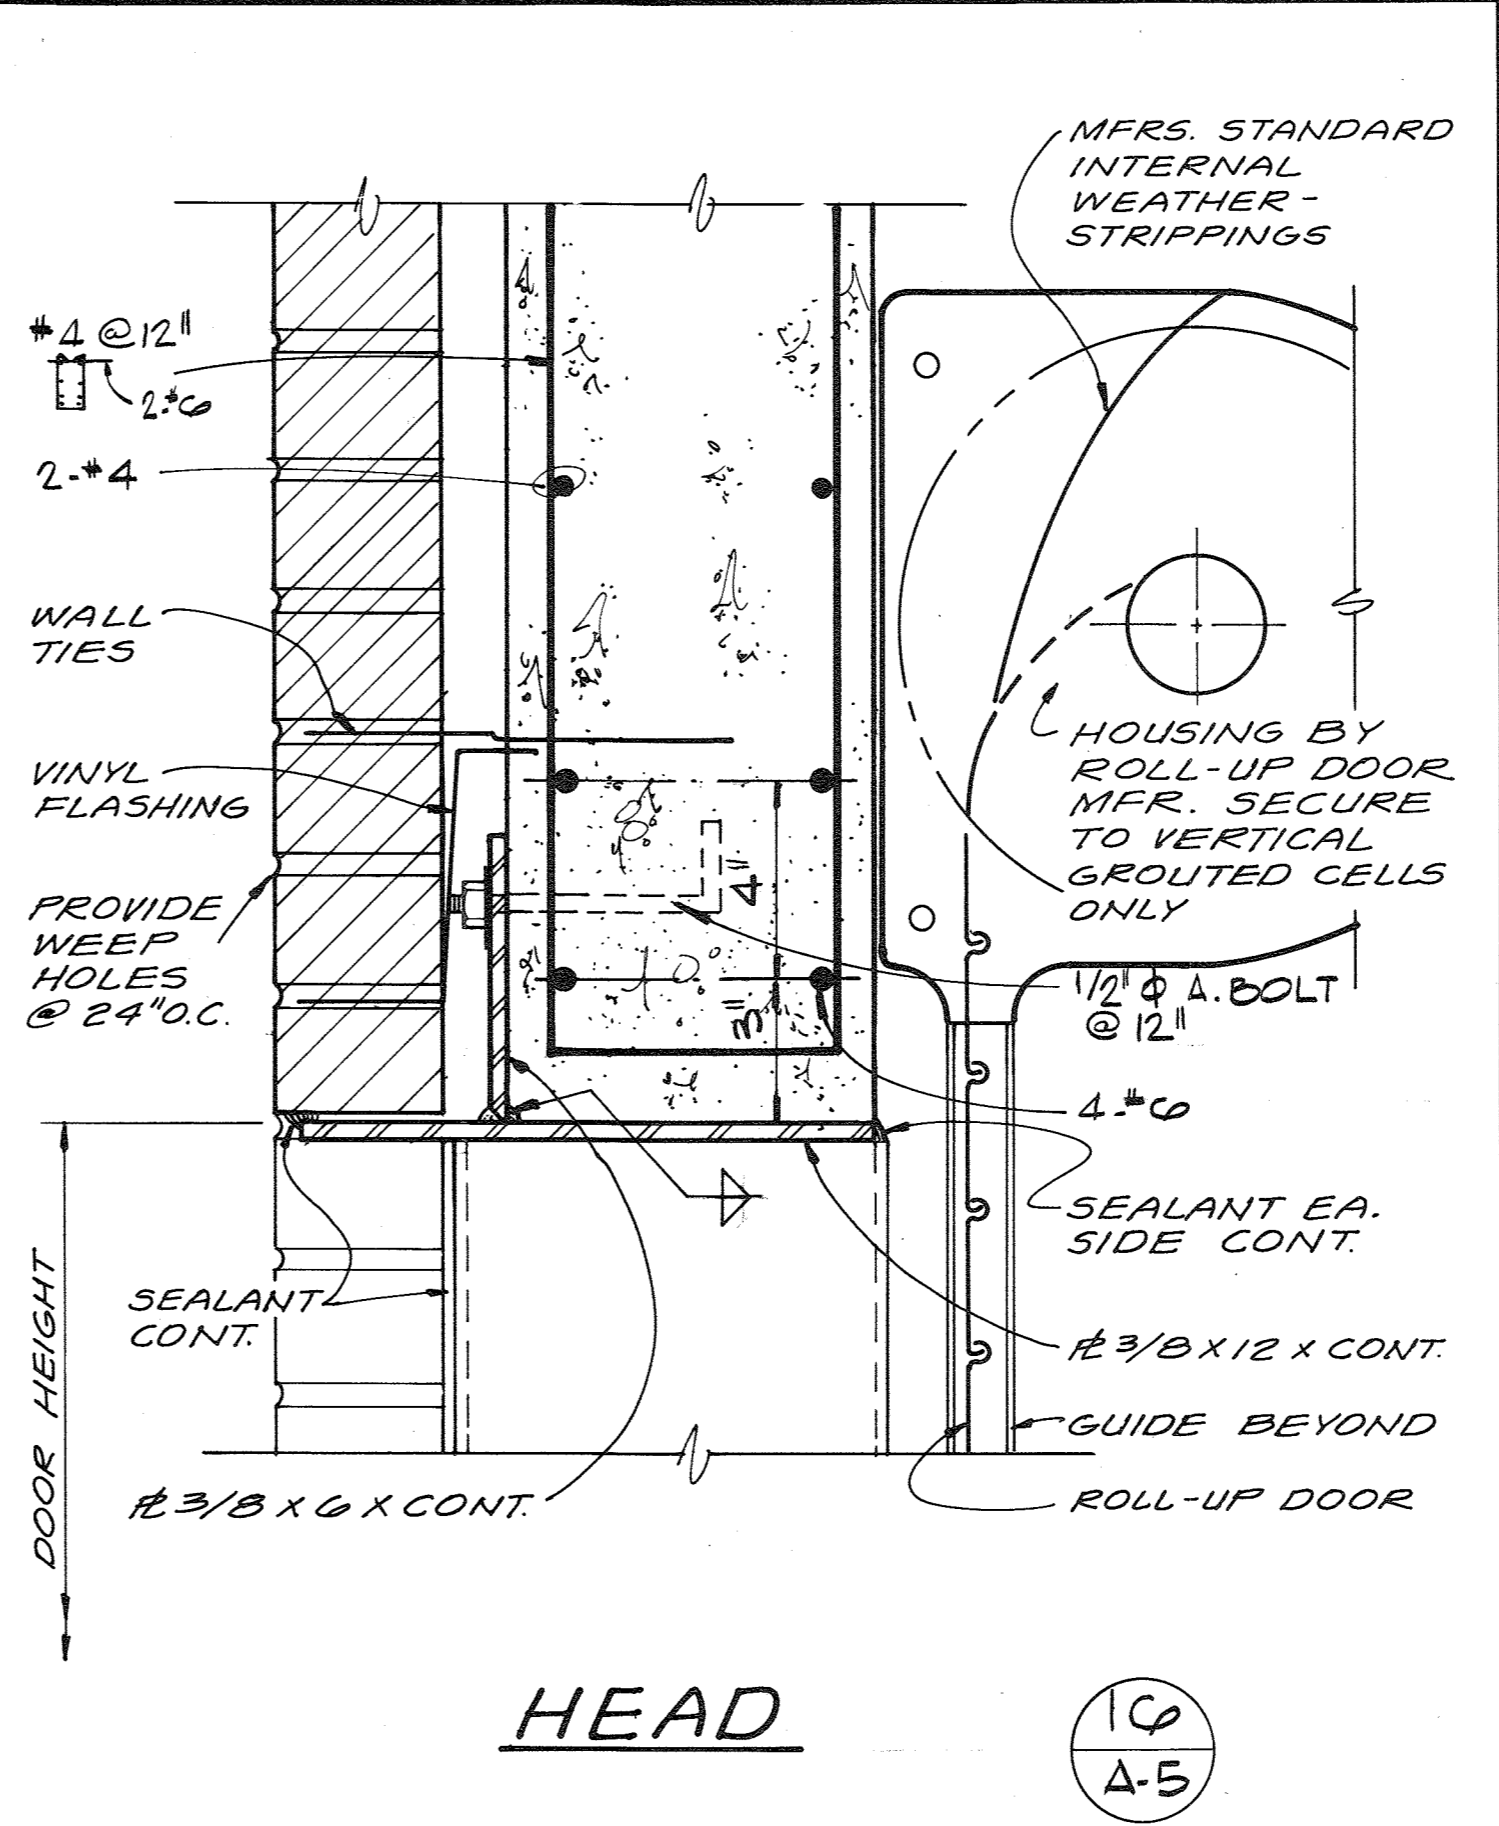 MFRS. STANDARD
INTERNAL
WEATHER-
STRIPPINGS
#4 @ 12"
2-#6
2-#4
WALL
TIES
VINYL
FLASHING
PROVIDE
WEEP
HOLES
@ 24" O.C.
HOUSING BY
ROLL-UP DOOR
MFR. SECURE
TO VERTICAL
GROUTED CELLS
ONLY
4"
3"
1/2" Φ A. BOLT
@ 12"
4-#6
SEALANT EA.
SIDE CONT.
SEALANT
CONT.
DOOR HEIGHT
℄ 3/8 X 12 X CONT.
GUIDE BEYOND
℄ 3/8 X 6 X CONT.
ROLL-UP DOOR
HEAD
16
A-5